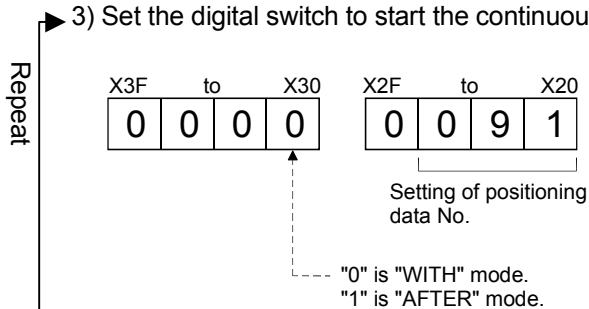 3) Set the digital switch to start the continuou
Repeat
X3F to X30 X2F to X20
0 0 0 0 0 0 9 1
Setting of positioning
data No.
"0" is "WITH" mode.
"1" is "AFTER" mode.